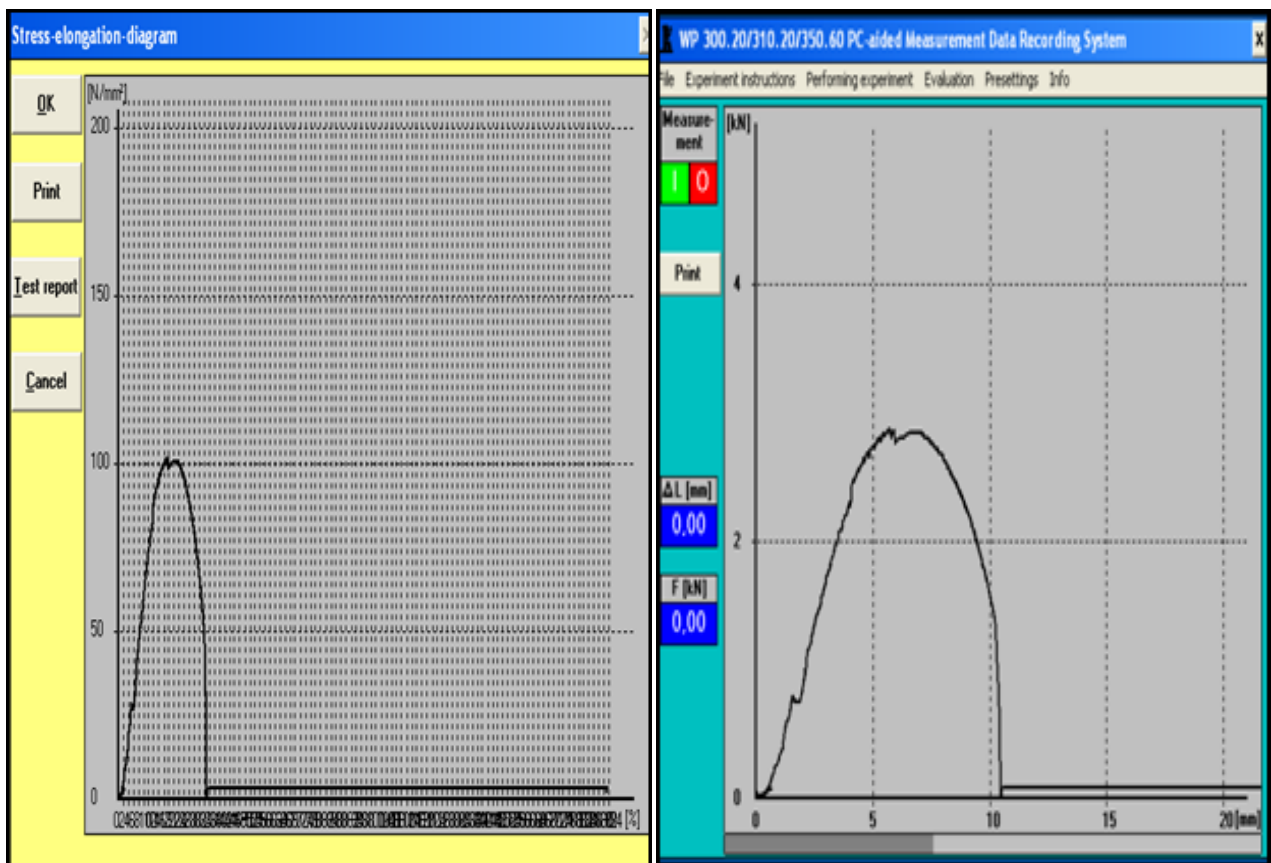 Stress-elongation-diagram
OK
Print
Test report
Cancel
[N/mm²]
200
150
100
50
0
[%]
WP 300.20/310.20/350.60 PC-aided Measurement Data Recording System
x
File Experiment instructions Performing experiment Evaluation Presettings Info
Measure-
ment
I O
Print
ΔL [mm]
0,00
F [kN]
0,00
[kN]
4
2
0
0 5 10 15 20 [mm]